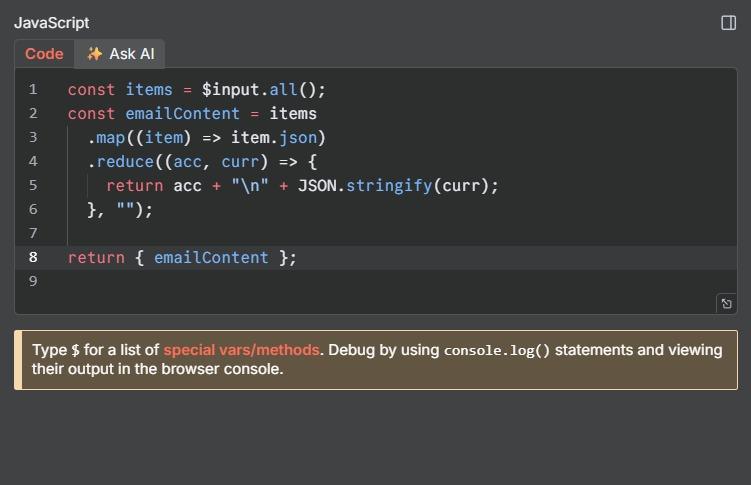 JavaScript
Code
✨ Ask AI
1 const items = $input.all();
2 const emailContent = items
3   .map((item) => item.json)
4   .reduce((acc, curr) => {
5     return acc + "\n" + JSON.stringify(curr);
6   }, "");
7
8 return { emailContent };
9
Type $ for a list of special vars/methods. Debug by using console.log() statements and viewing
their output in the browser console.